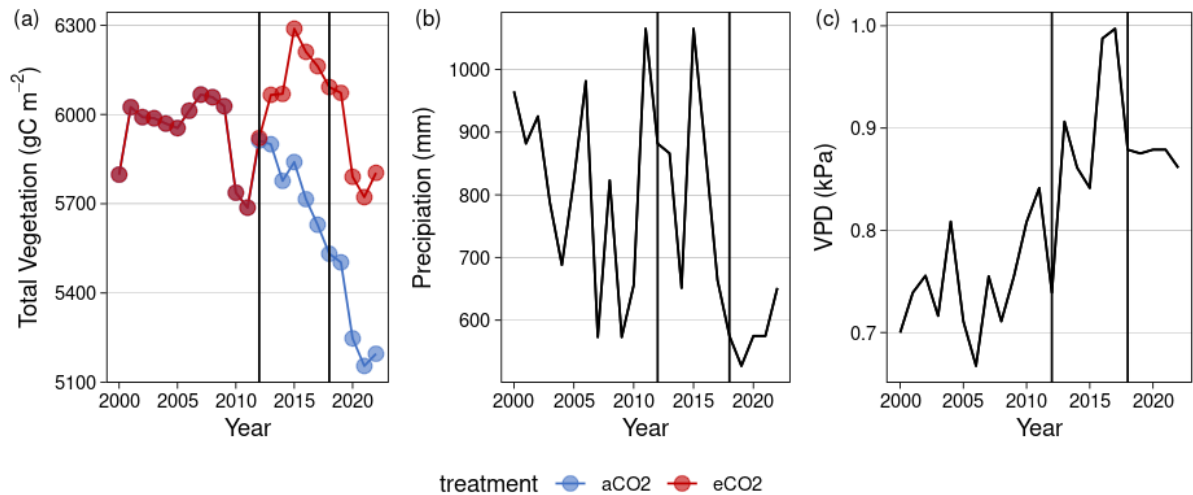 (a)
Total Vegetation (gC m⁻²)
6300
6000
5700
5400
5100
2000 2005 2010 2015 2020
Year
(b)
Precipiation (mm)
1000
900
800
700
600
2000 2005 2010 2015 2020
Year
(c)
VPD (kPa)
1.0
0.9
0.8
0.7
2000 2005 2010 2015 2020
Year
treatment aCO2 eCO2